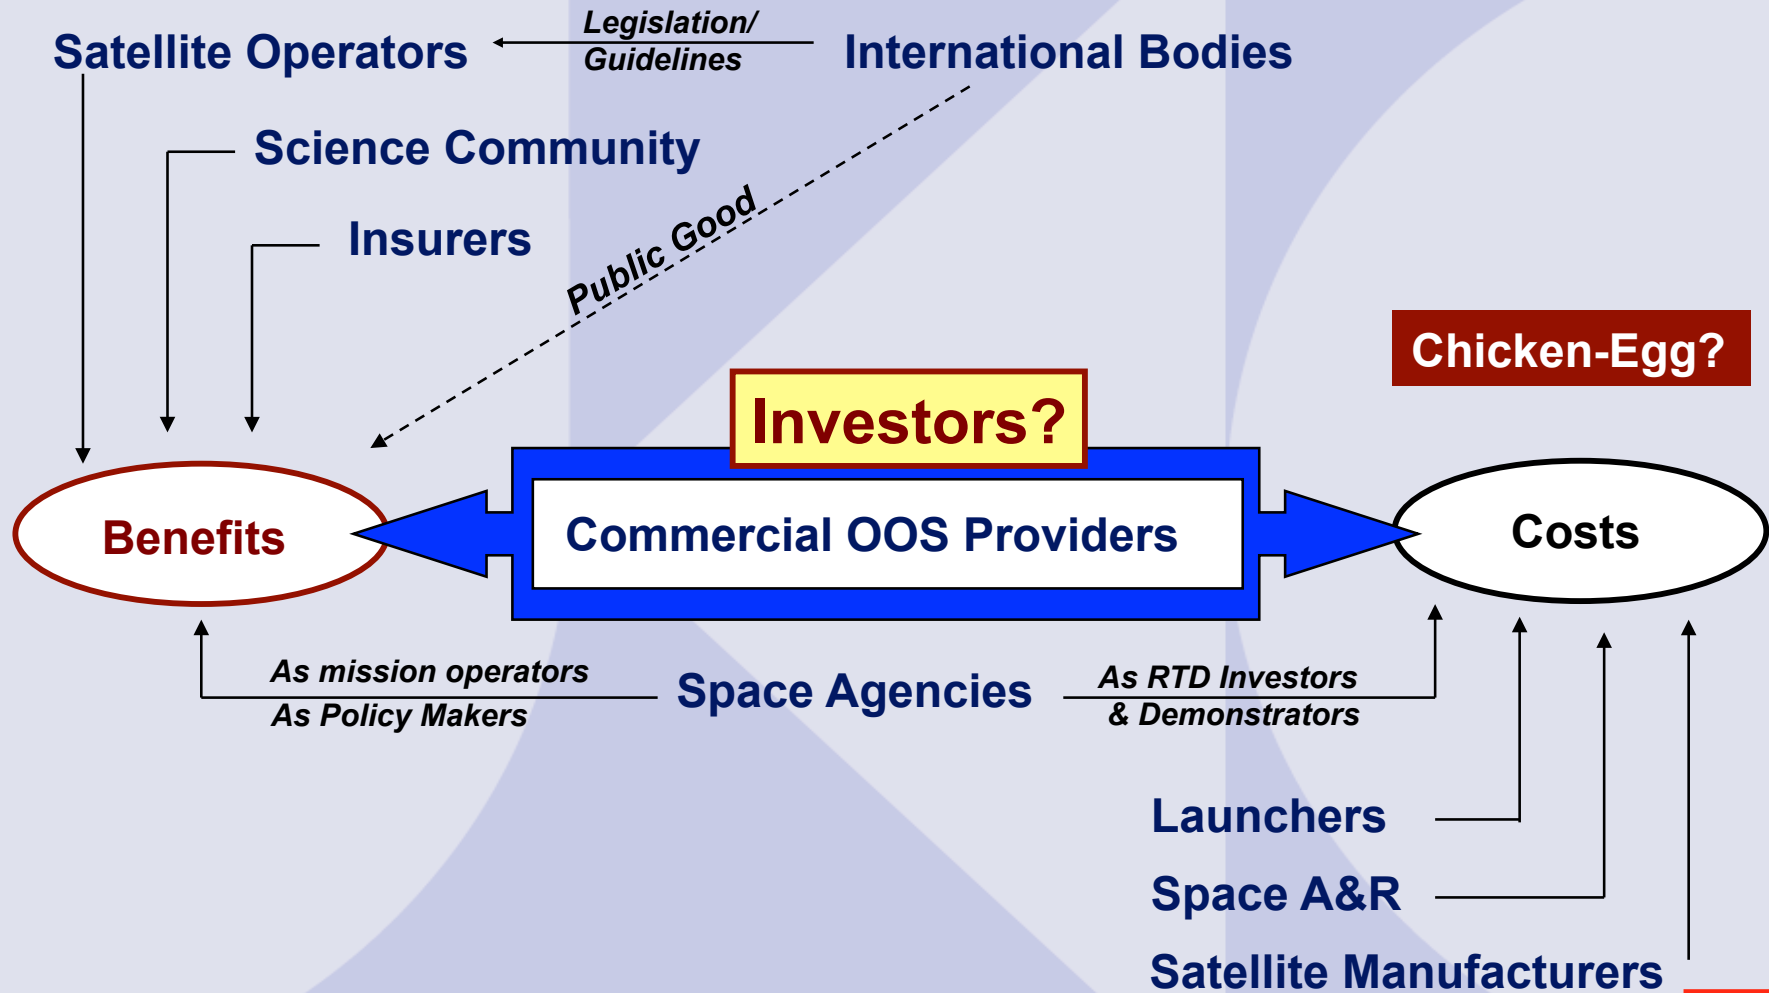 Satellite Operators
Legislation/
Guidelines
International Bodies
Science Community
Insurers
Public Good
Chicken-Egg?
Investors?
Benefits
Commercial OOS Providers
Costs
As mission operators
As Policy Makers
Space Agencies
As RTD Investors
& Demonstrators
Launchers
Space A&R
Satellite Manufacturers